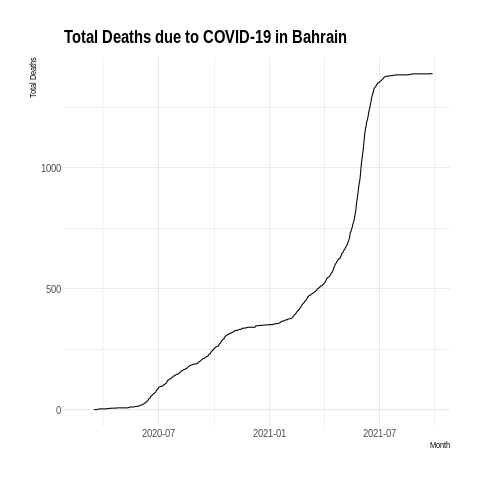 Total Deaths due to COVID-19 in Bahrain
Total Deaths
1000
500
0
2020-07
2021-01
2021-07
Month